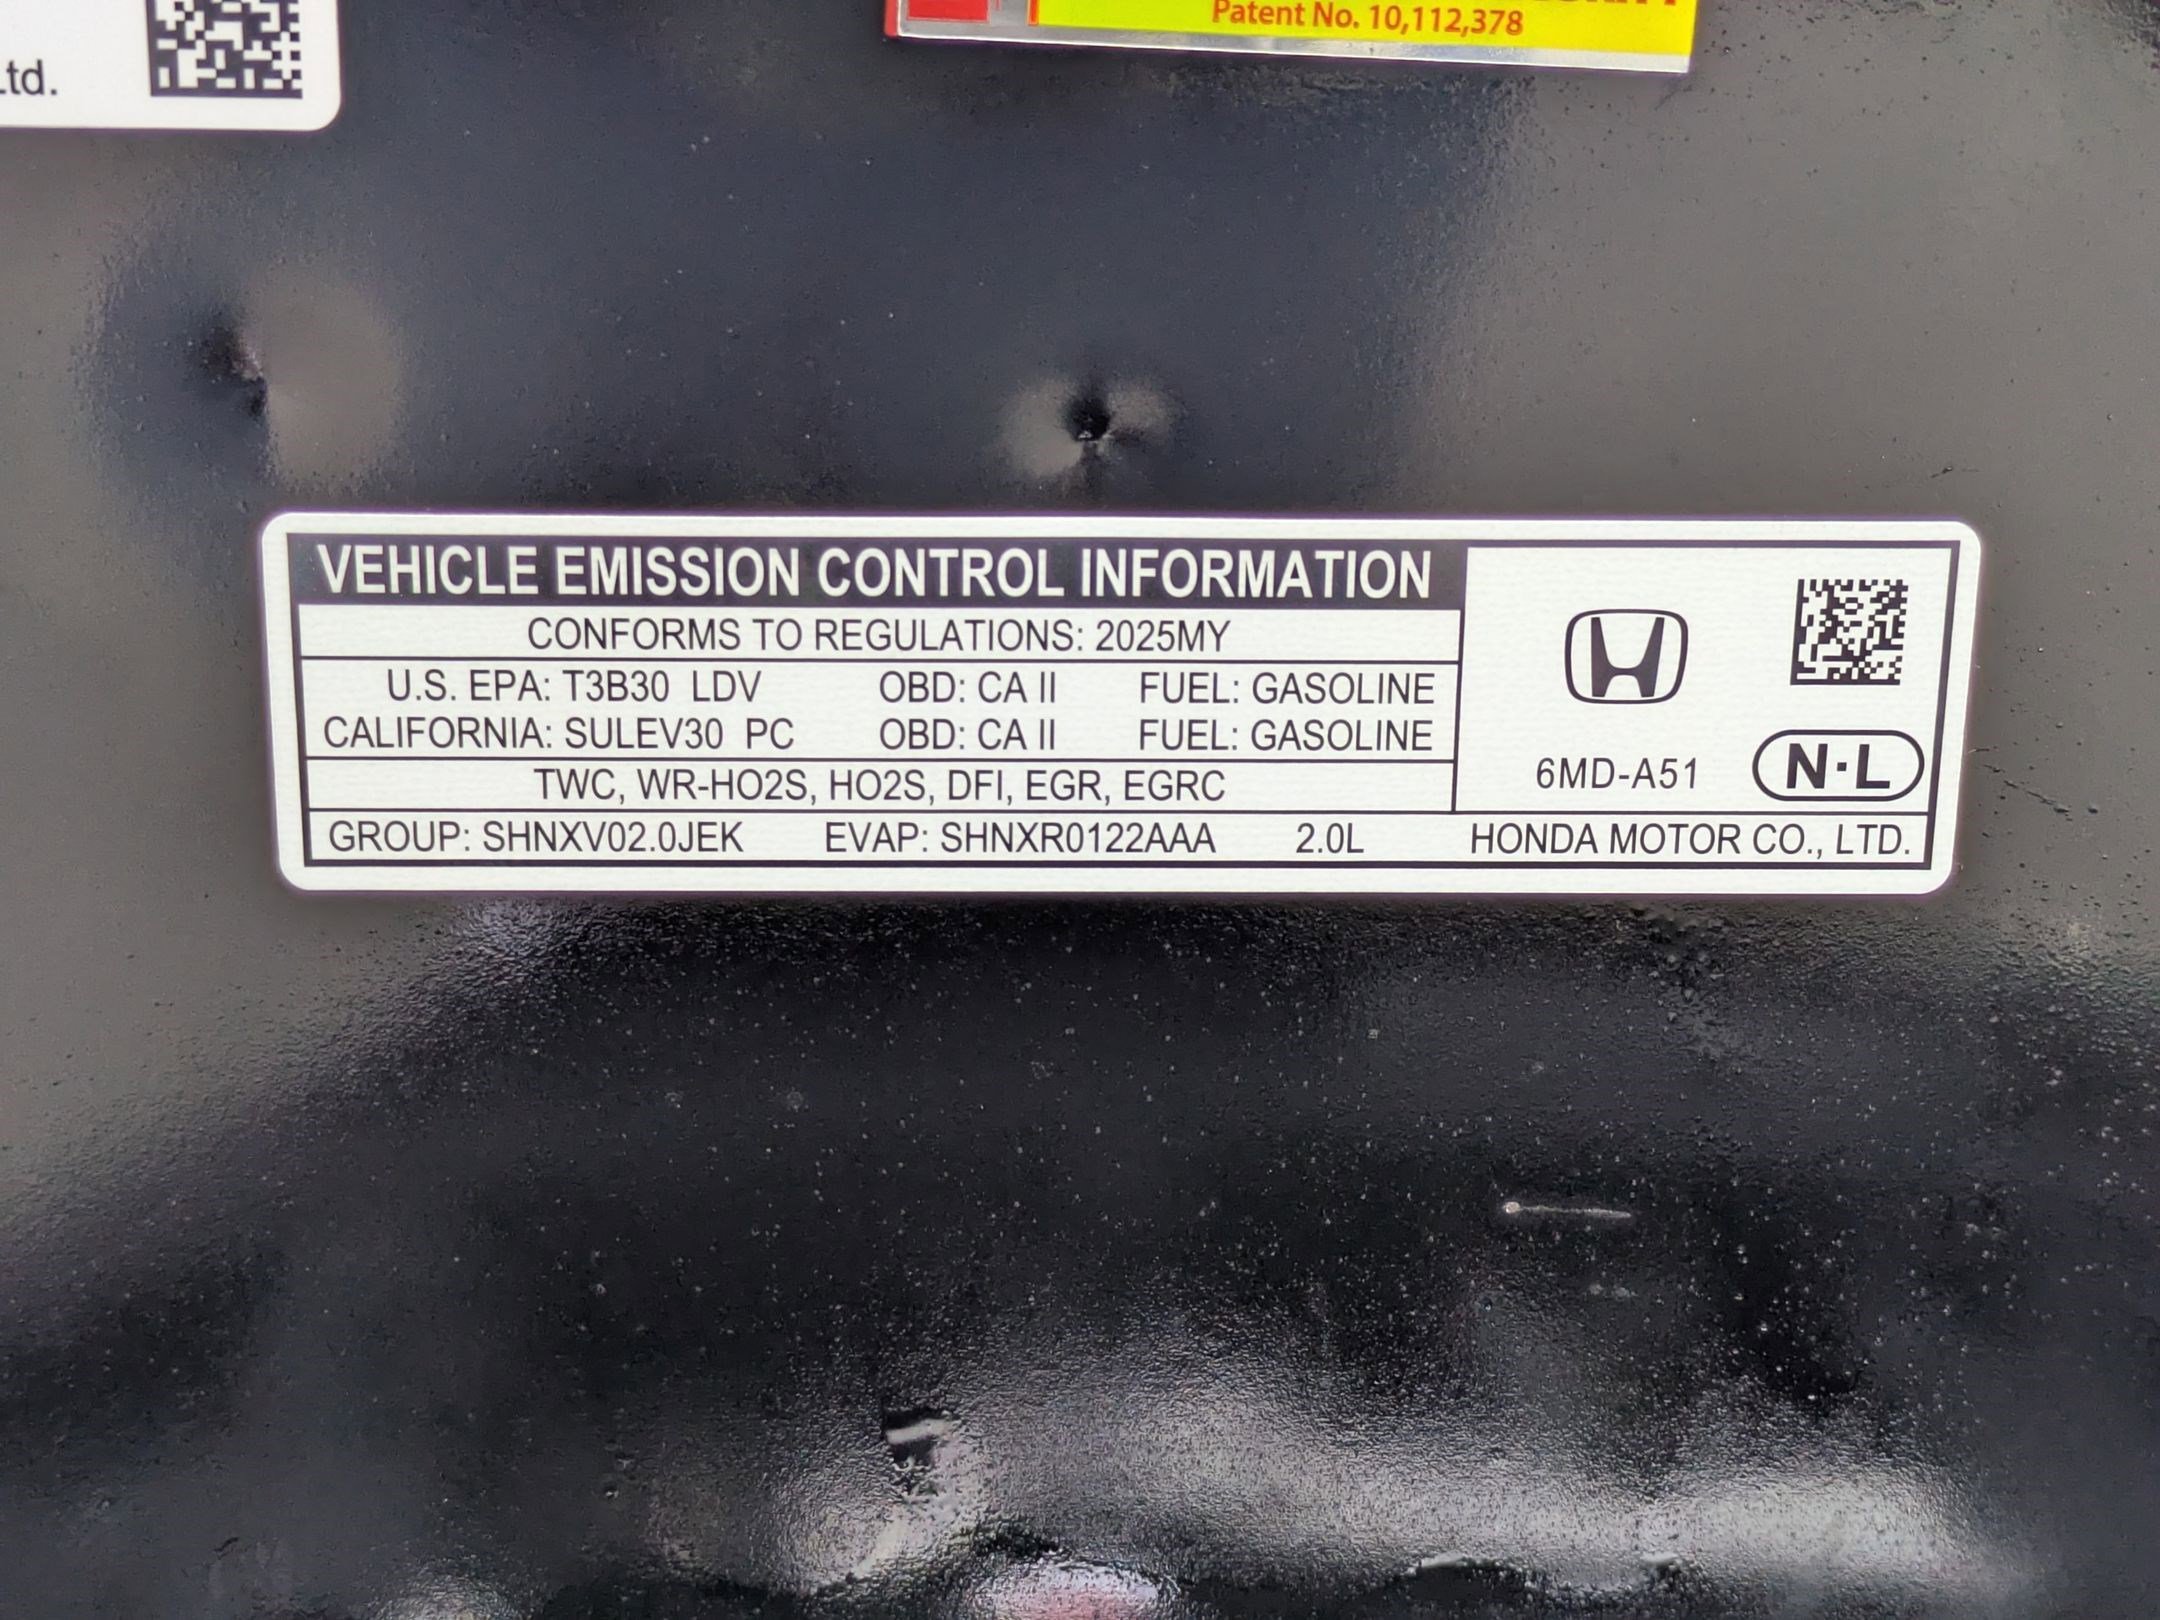 Ltd.
Patent No. 10,112,378
VEHICLE EMISSION CONTROL INFORMATION
CONFORMS TO REGULATIONS: 2025MY
U.S. EPA: T3B30 LDV OBD: CA II FUEL: GASOLINE
CALIFORNIA: SULEV30 PC OBD: CA II FUEL: GASOLINE
TWC, WR-HO2S, HO2S, DFI, EGR, EGRC
6MD-A51 N·L
GROUP: SHNXV02.0JEK EVAP: SHNXR0122AAA 2.0L HONDA MOTOR CO., LTD.